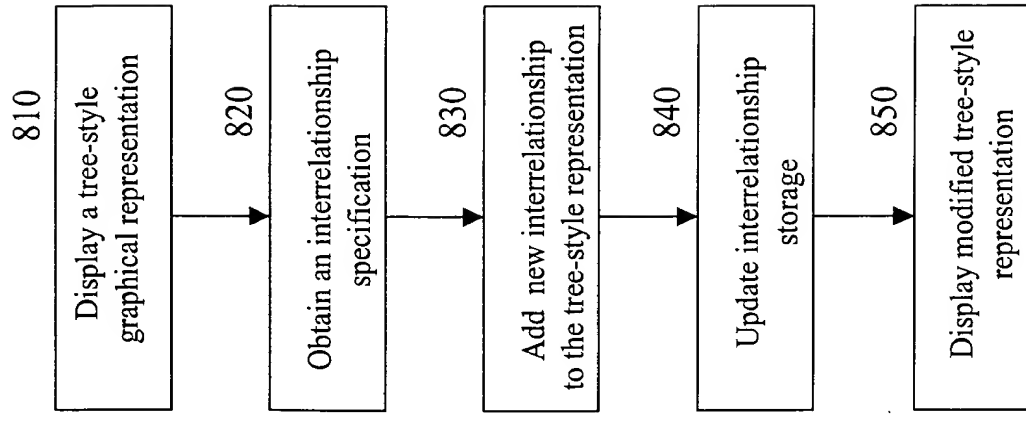 810
Display a tree-style
graphical representation
820
Obtain an interrelationship
specification
830
Add new interrelationship
to the tree-style representation
840
Update interrelationship
storage
850
Display modified tree-style
representation